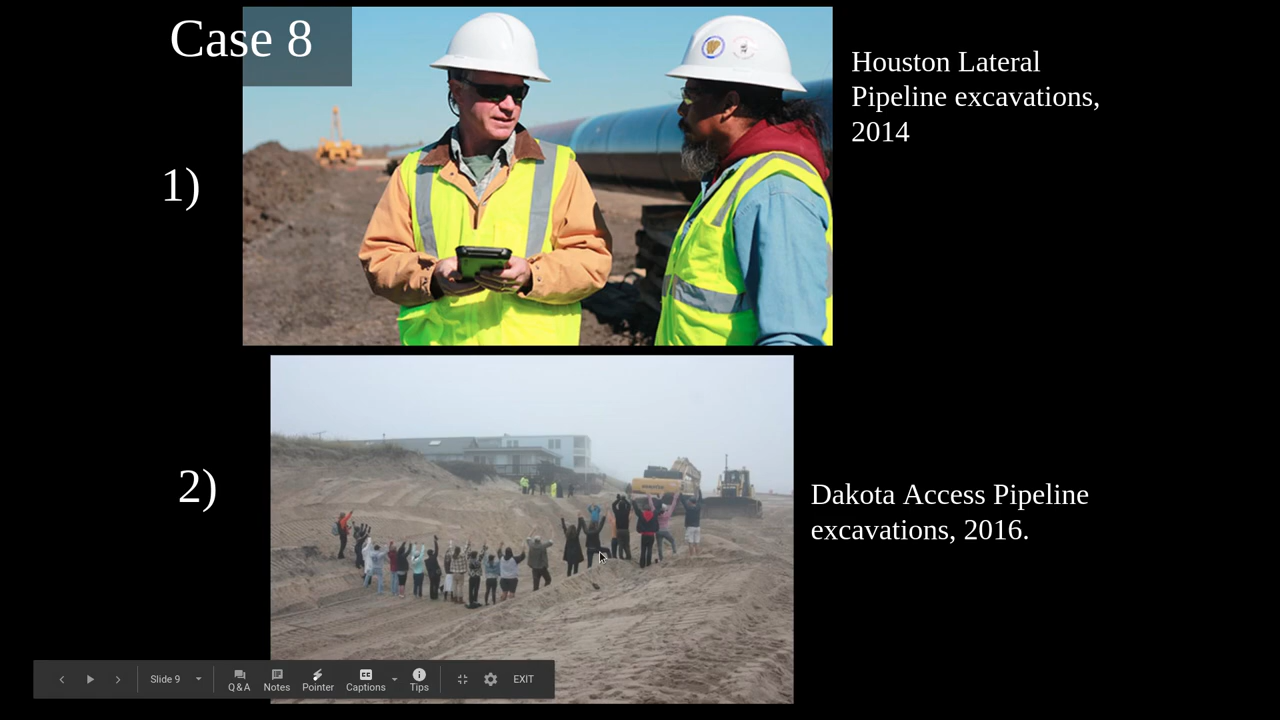 Case 8
Houston Lateral
Pipeline excavations,
2014
1)
2)
Dakota Access Pipeline
excavations, 2016.
Slide 9
Q&A
Notes
Pointer
Captions
Tips
EXIT